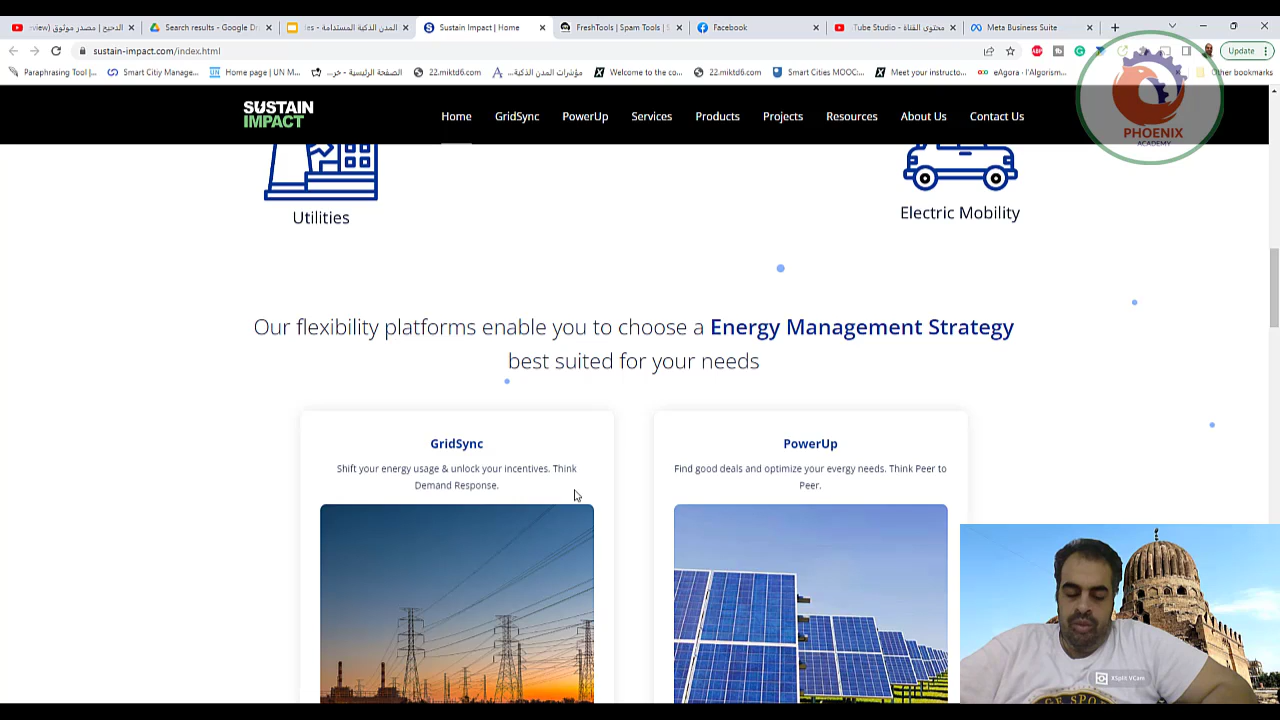 الدحيح | مصدر موثوق
Search results - Google Dr
المدن الذكية المستدامة
Sustain Impact | Home
FreshTools | Spam Tools |
Facebook
محتوى القناة - Tube Studio
Meta Business Suite
sustain-impact.com/index.html
Update
Paraphrasing Tool |...
Smart Citiy Manage...
Home page | UN M...
الصفحة الرئيسية - خر...
22.miktd6.com
مؤشرات المدن الذكية...
Welcome to the co...
22.miktd6.com
Smart Cities MOOC:...
Meet your instructo...
eAgora · l'Algorism...
Other bookmarks
SUSTAIN
IMPACT
Home
GridSync
PowerUp
Services
Products
Projects
Resources
About Us
Contact Us
PHOENIX
ACADEMY
Utilities
Electric Mobility
Our flexibility platforms enable you to choose a Energy Management Strategy
best suited for your needs
GridSync
Shift your energy usage & unlock your incentives. Think
Demand Response.
PowerUp
Find good deals and optimize your evergy needs. Think Peer to
Peer.
XSplit VCam